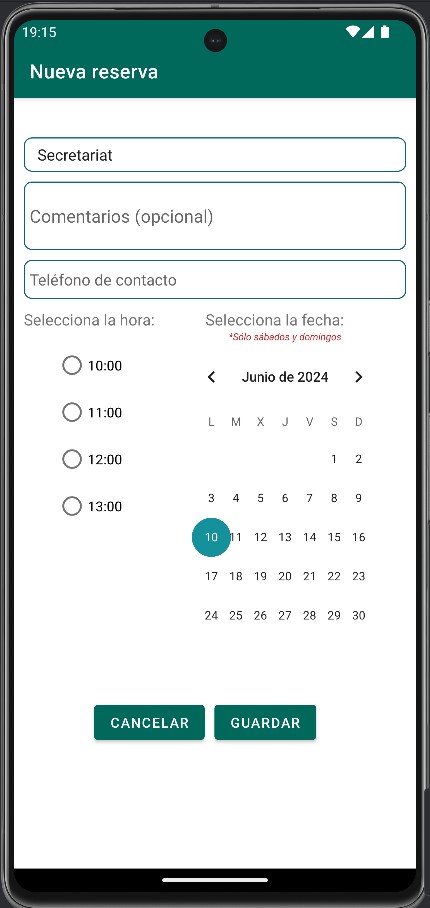 19:15
Nueva reserva
Secretariat
Comentarios (opcional)
Teléfono de contacto
Selecciona la hora:
Selecciona la fecha:
*Sólo sábados y domingos
10:00
11:00
12:00
13:00
Junio de 2024
L M X J V S D
1 2
3 4 5 6 7 8 9
10 11 12 13 14 15 16
17 18 19 20 21 22 23
24 25 26 27 28 29 30
CANCELAR GUARDAR